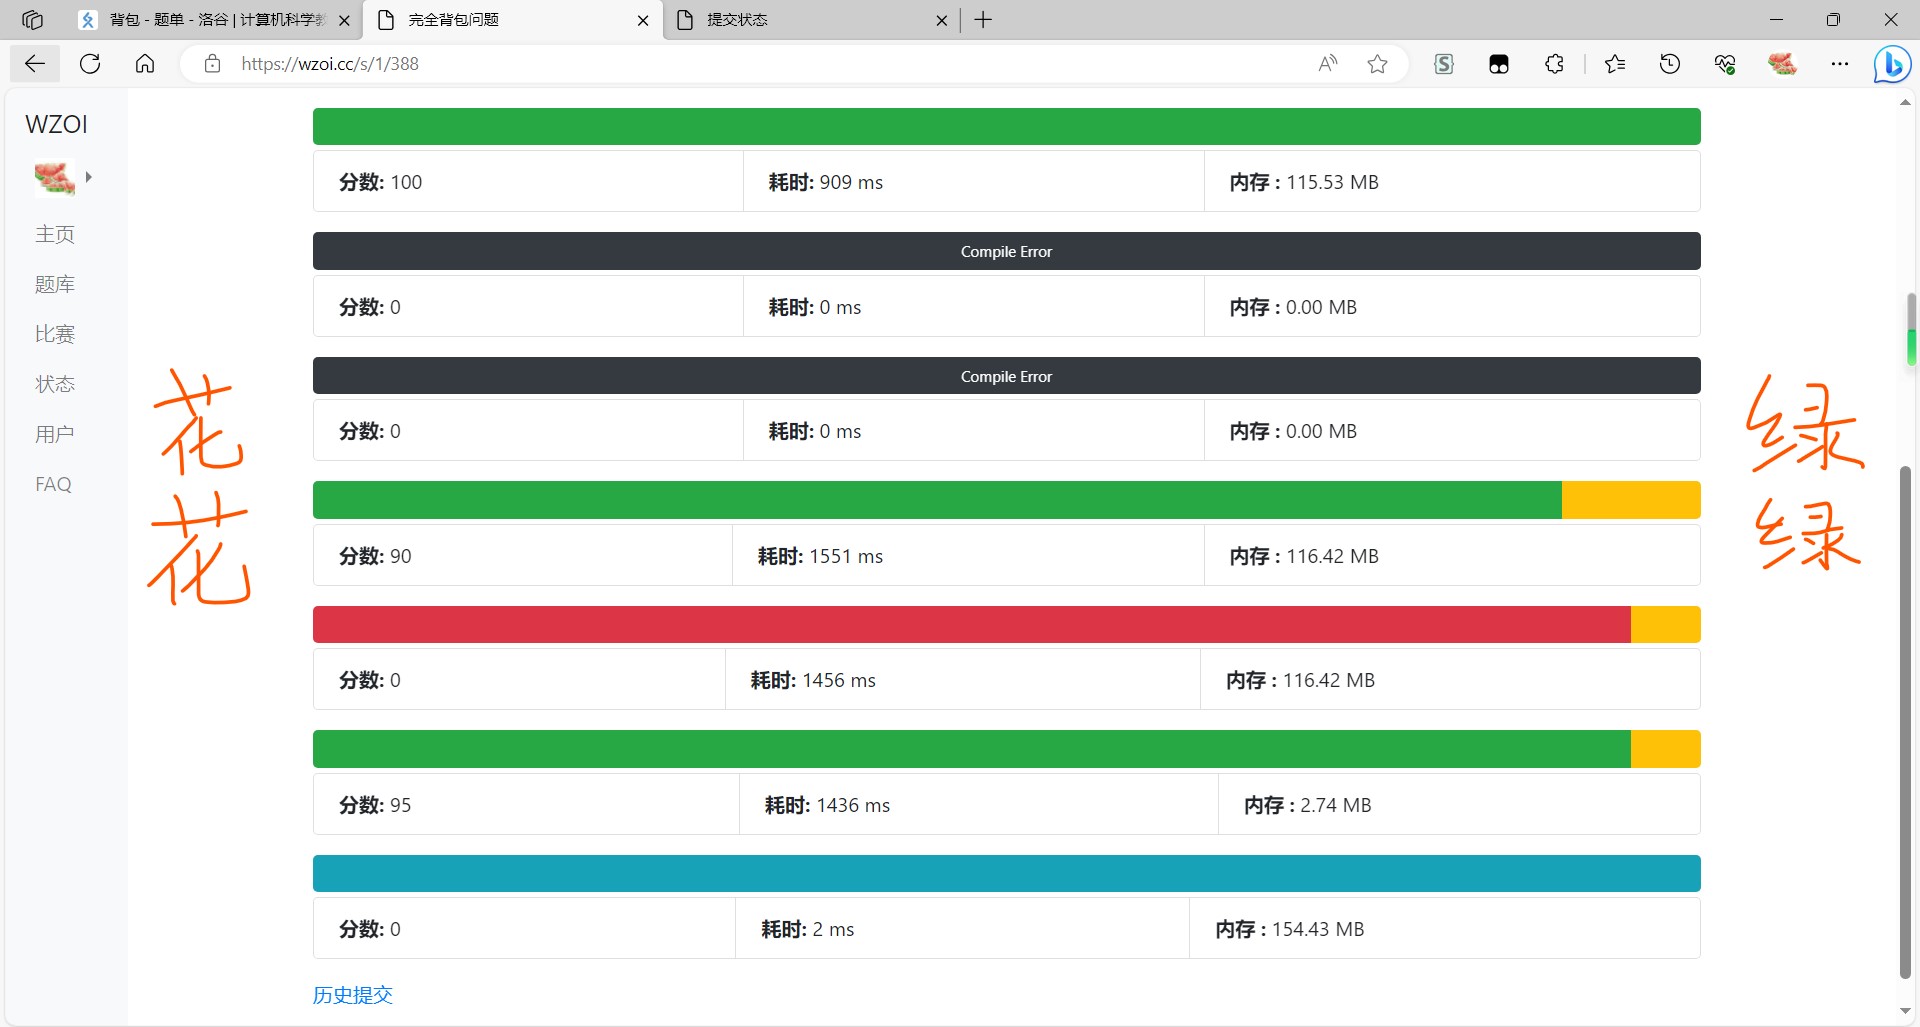 背包 - 题单 - 洛谷 | 计算机科学教
完全背包问题
提交状态
https://wzoi.cc/s/1/388
WZOI
主页
题库
比赛
状态
用户
FAQ
分数: 100 耗时: 909 ms 内存 : 115.53 MB
Compile Error
分数: 0 耗时: 0 ms 内存 : 0.00 MB
Compile Error
分数: 0 耗时: 0 ms 内存 : 0.00 MB
分数: 90 耗时: 1551 ms 内存 : 116.42 MB
分数: 0 耗时: 1456 ms 内存 : 116.42 MB
分数: 95 耗时: 1436 ms 内存 : 2.74 MB
分数: 0 耗时: 2 ms 内存 : 154.43 MB
历史提交
花
花
绿
绿